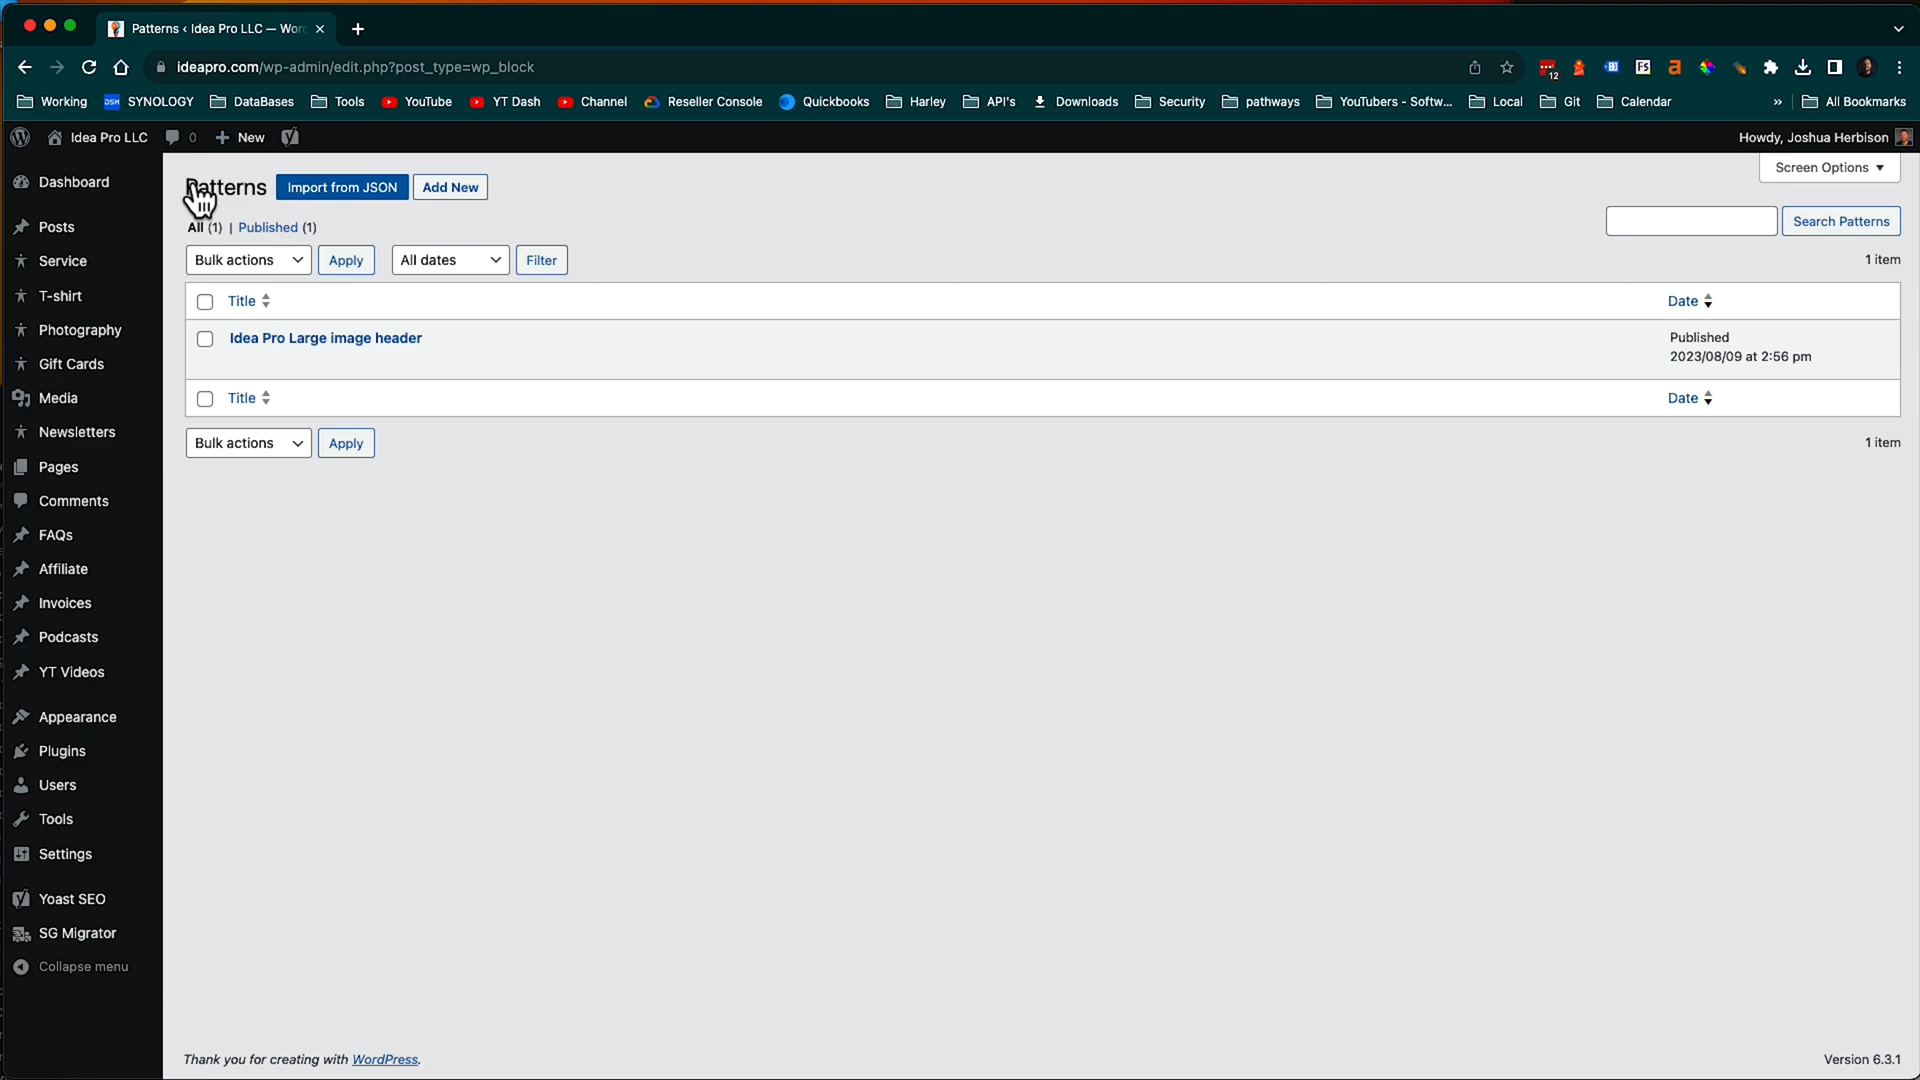 Patterns ‹ Idea Pro LLC — Wor
ideapro.com/wp-admin/edit.php?post_type=wp_block
12
Working DSM SYNOLOGY DataBases Tools YouTube YT Dash Channel Reseller Console Quickbooks Harley API's Downloads Security pathways YouTubers - Softw... Local Git Calendar » All Bookmarks
Idea Pro LLC 0 + New Howdy, Joshua Herbison
Screen Options
Patterns Import from JSON Add New
All (1) | Published (1)
Search Patterns
Bulk actions Apply All dates Filter 1 item
Title Date
Idea Pro Large image header Published
2023/08/09 at 2:56 pm
Title Date
Bulk actions Apply 1 item
Dashboard
Posts
Service
T-shirt
Photography
Gift Cards
Media
Newsletters
Pages
Comments
FAQs
Affiliate
Invoices
Podcasts
YT Videos
Appearance
Plugins
Users
Tools
Settings
Yoast SEO
SG Migrator
Collapse menu
Thank you for creating with WordPress. Version 6.3.1